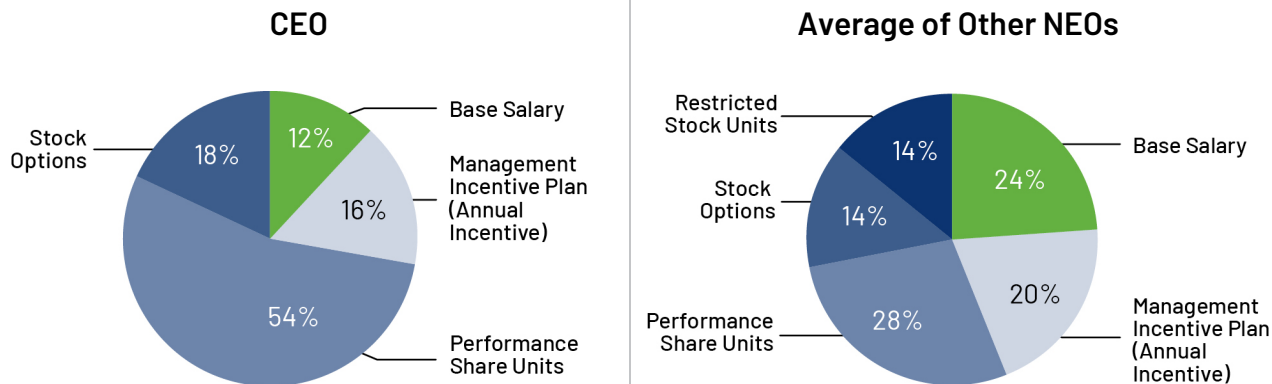 CEO
Base Salary
12%
Stock
Options
18%
Management
Incentive Plan
(Annual
Incentive)
16%
54%
Performance
Share Units
Average of Other NEOs
Restricted
Stock Units
14%
Base Salary
24%
Stock
Options
14%
20%
Management
Incentive Plan
(Annual
Incentive)
Performance
Share Units
28%